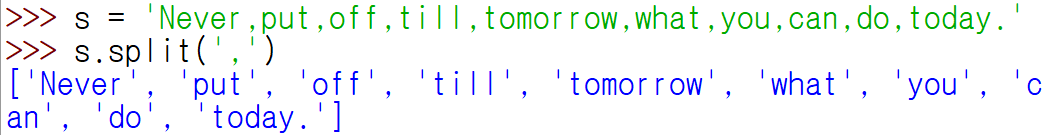 >>> s = 'Never,put,off,till,tomorrow,what,you,can,do,today.'
>>> s.split(',')
['Never', 'put', 'off', 'till', 'tomorrow', 'what', 'you', 'c
an', 'do', 'today.']